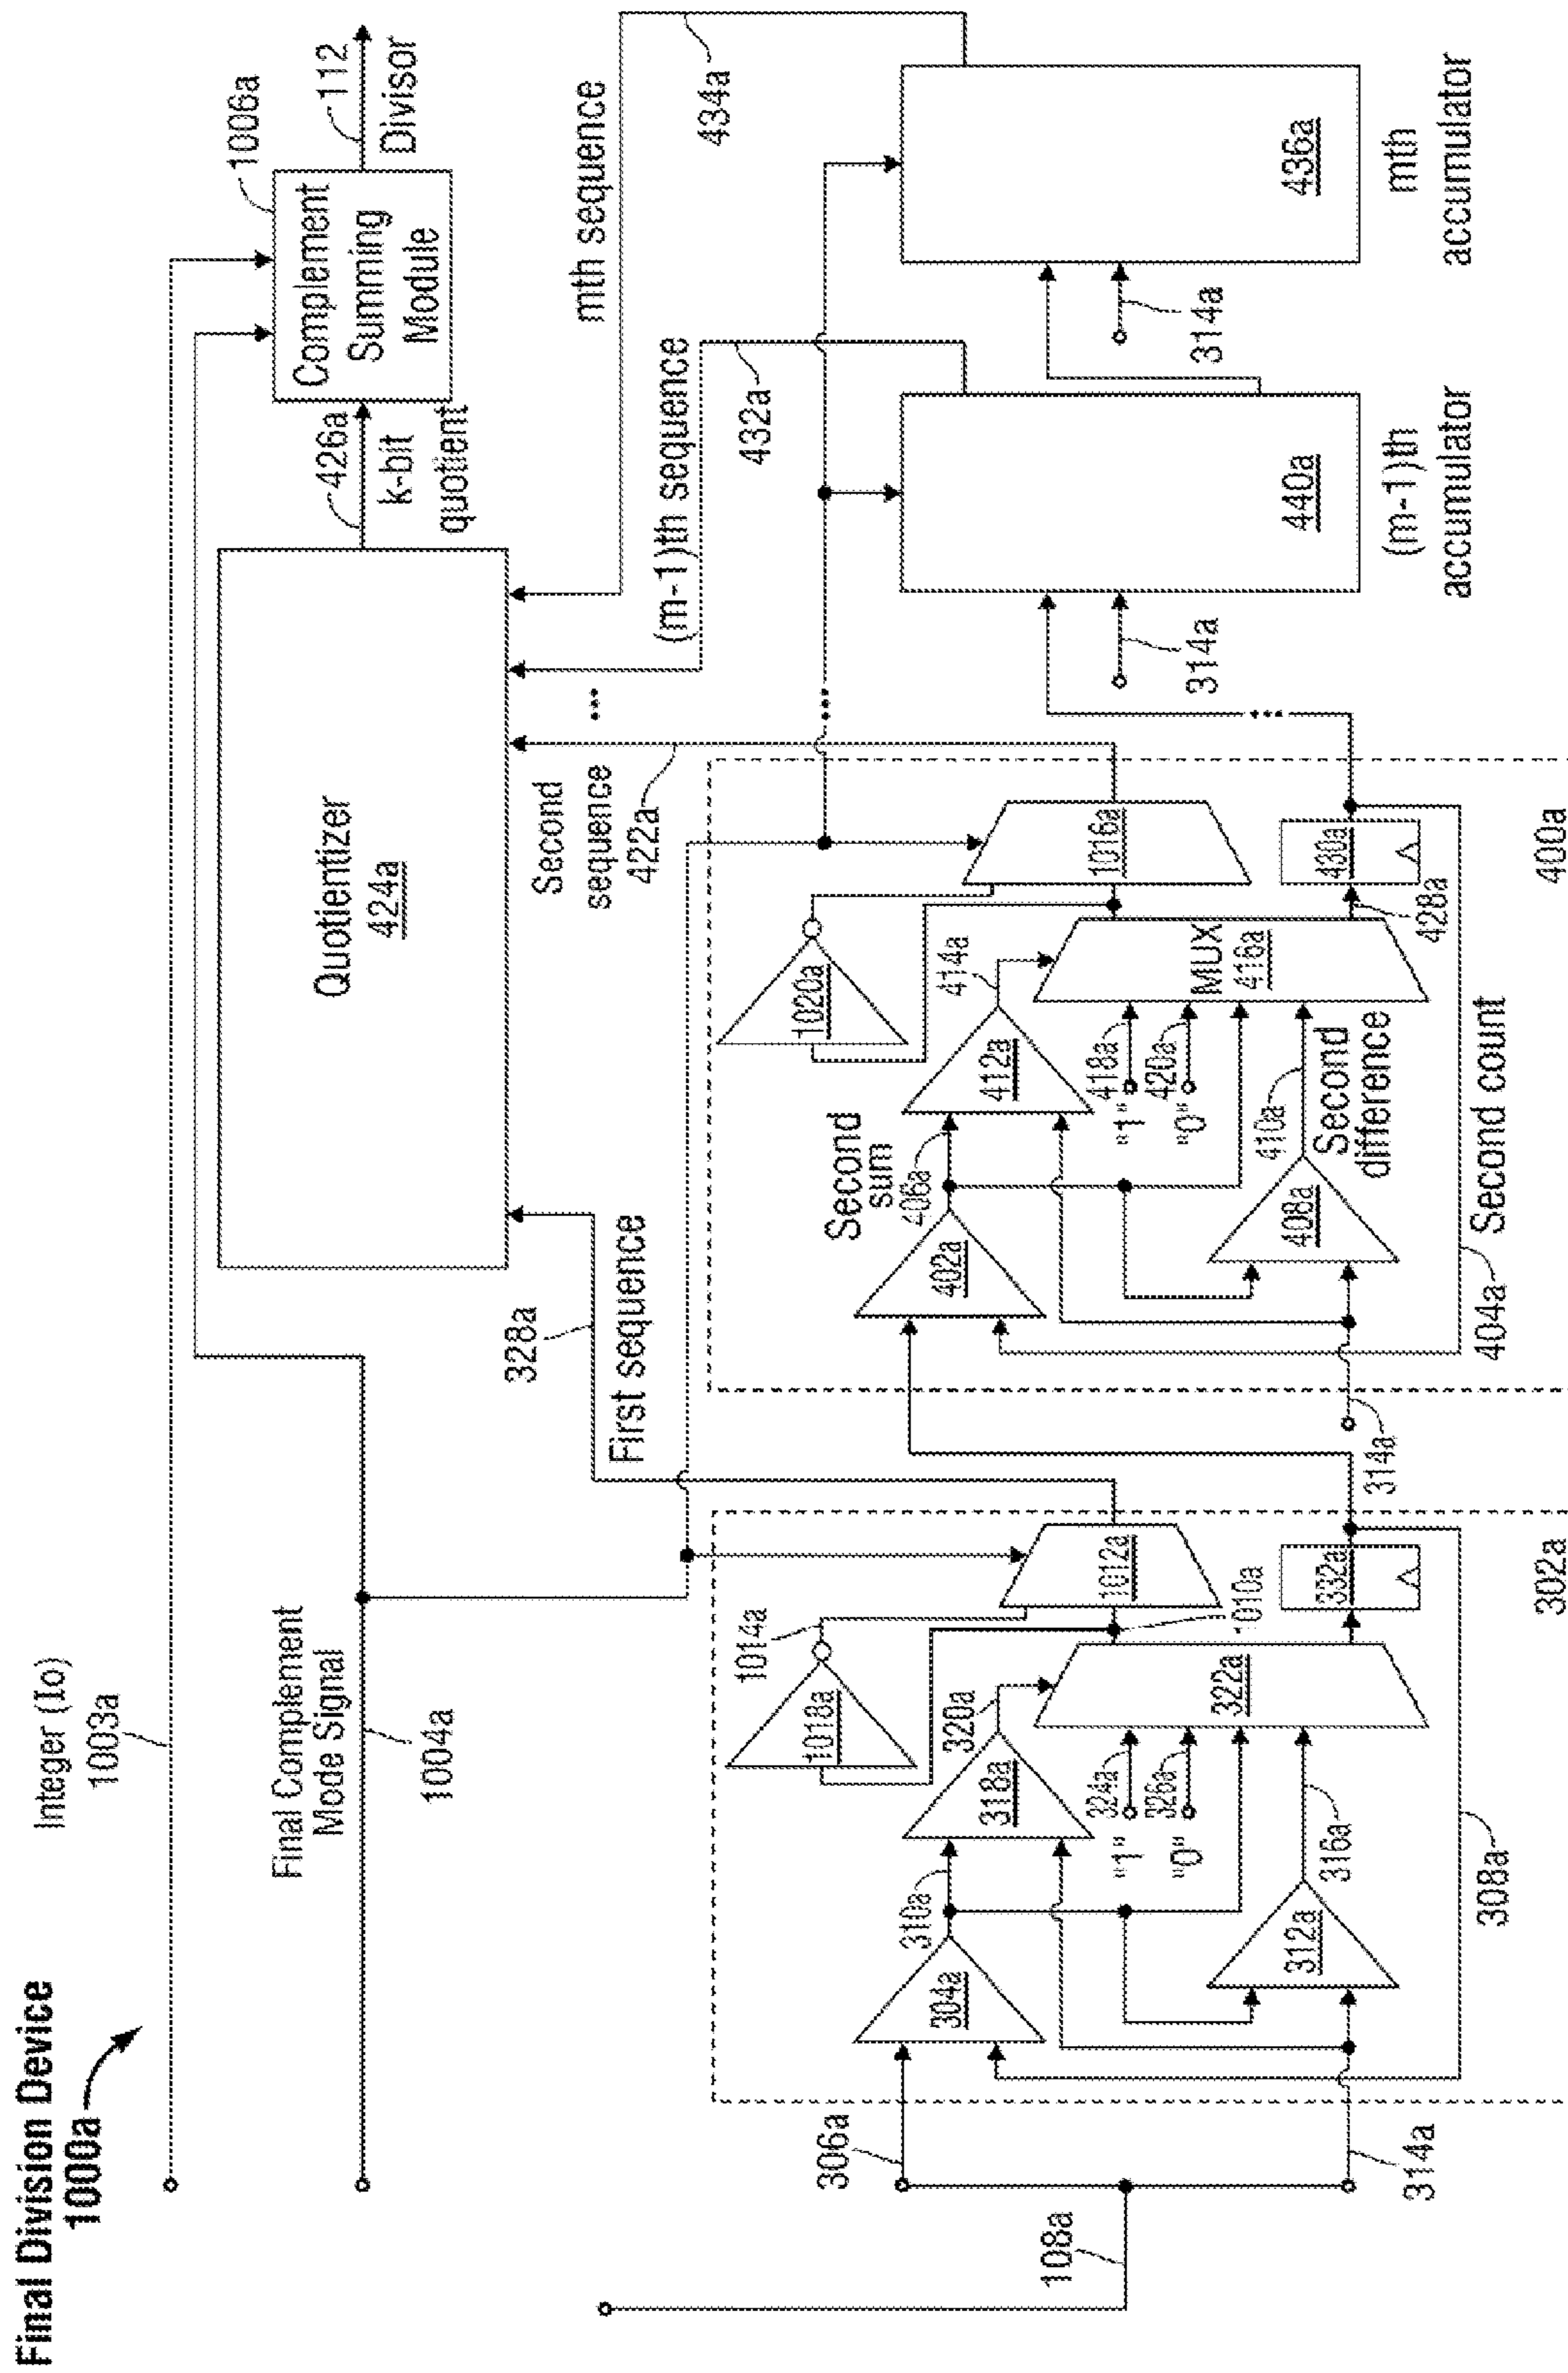 Final Division Device
1000a
Integer (Io)
1003a
Final Complement
Mode Signal
1004a
Quotientizer
424a
426a
k-bit
quotient
Complement
Summing
Module
1006a
112
Divisor
328a
First sequence
Second
sequence
422a
...
(m-1)th sequence
432a
mth sequence
434a
108a
306a
314a
304a
310a
318a
320a
312a
316a
"1"
324a
"0"
326a
322a
1018a
1014a
1012a
1010a
332a
308a
302a
314a
402a
Second
sum
406a
412a
414a
408a
410a
Second
difference
"1"
418a
"0"
420a
MUX
416a
1020a
1016a
430a
428a
404a
Second count
400a
...
...
314a
440a
(m-1)th
accumulator
314a
436a
mth
accumulator